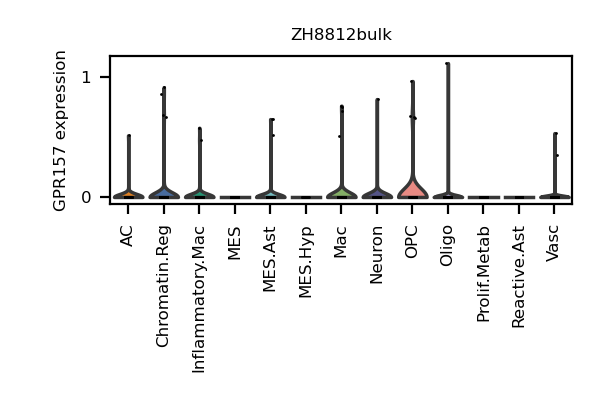 ZH8812bulk
GPR157 expression
1
0
AC
Chromatin.Reg
Inflammatory.Mac
MES
MES.Ast
MES.Hyp
Mac
Neuron
OPC
Oligo
Prolif.Metab
Reactive.Ast
Vasc